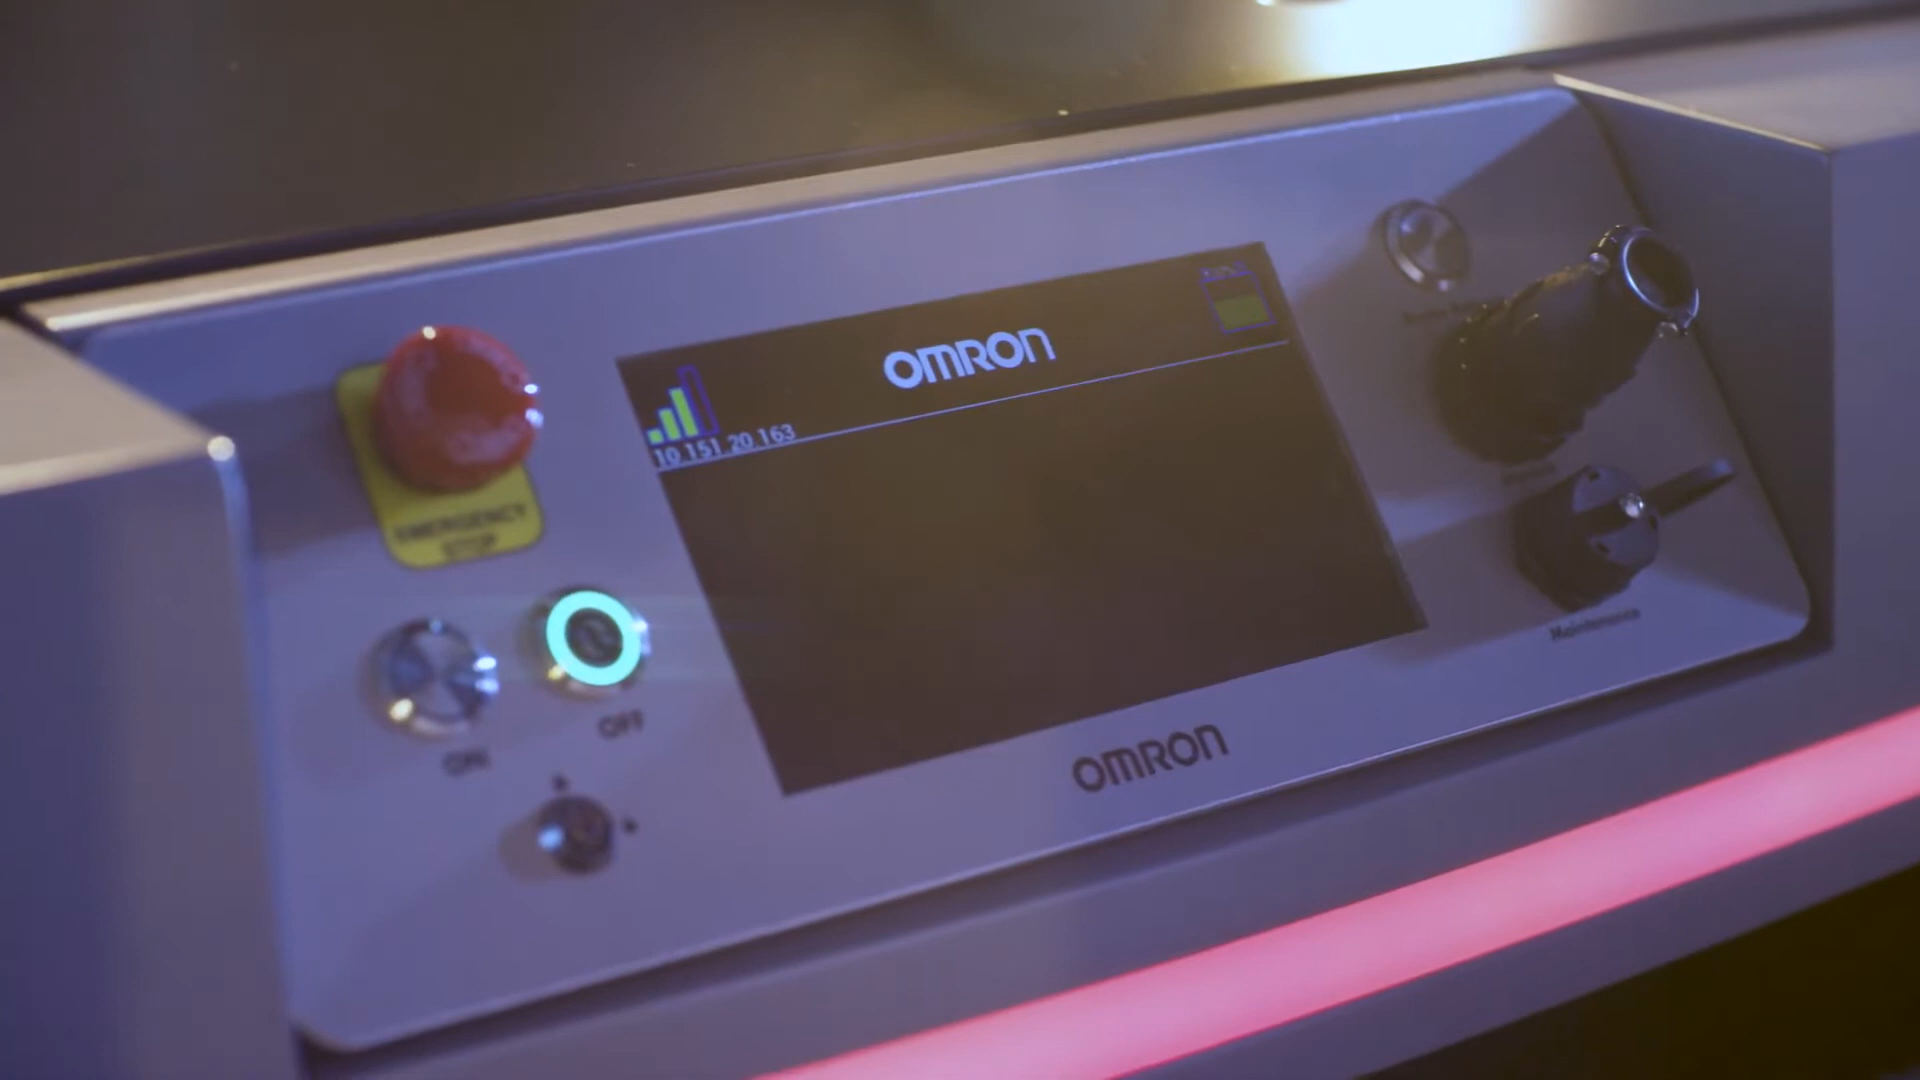 OMRON
10.151.20.163
EMERGENCY
STOP
ON
OFF
OMRON
Maintenance